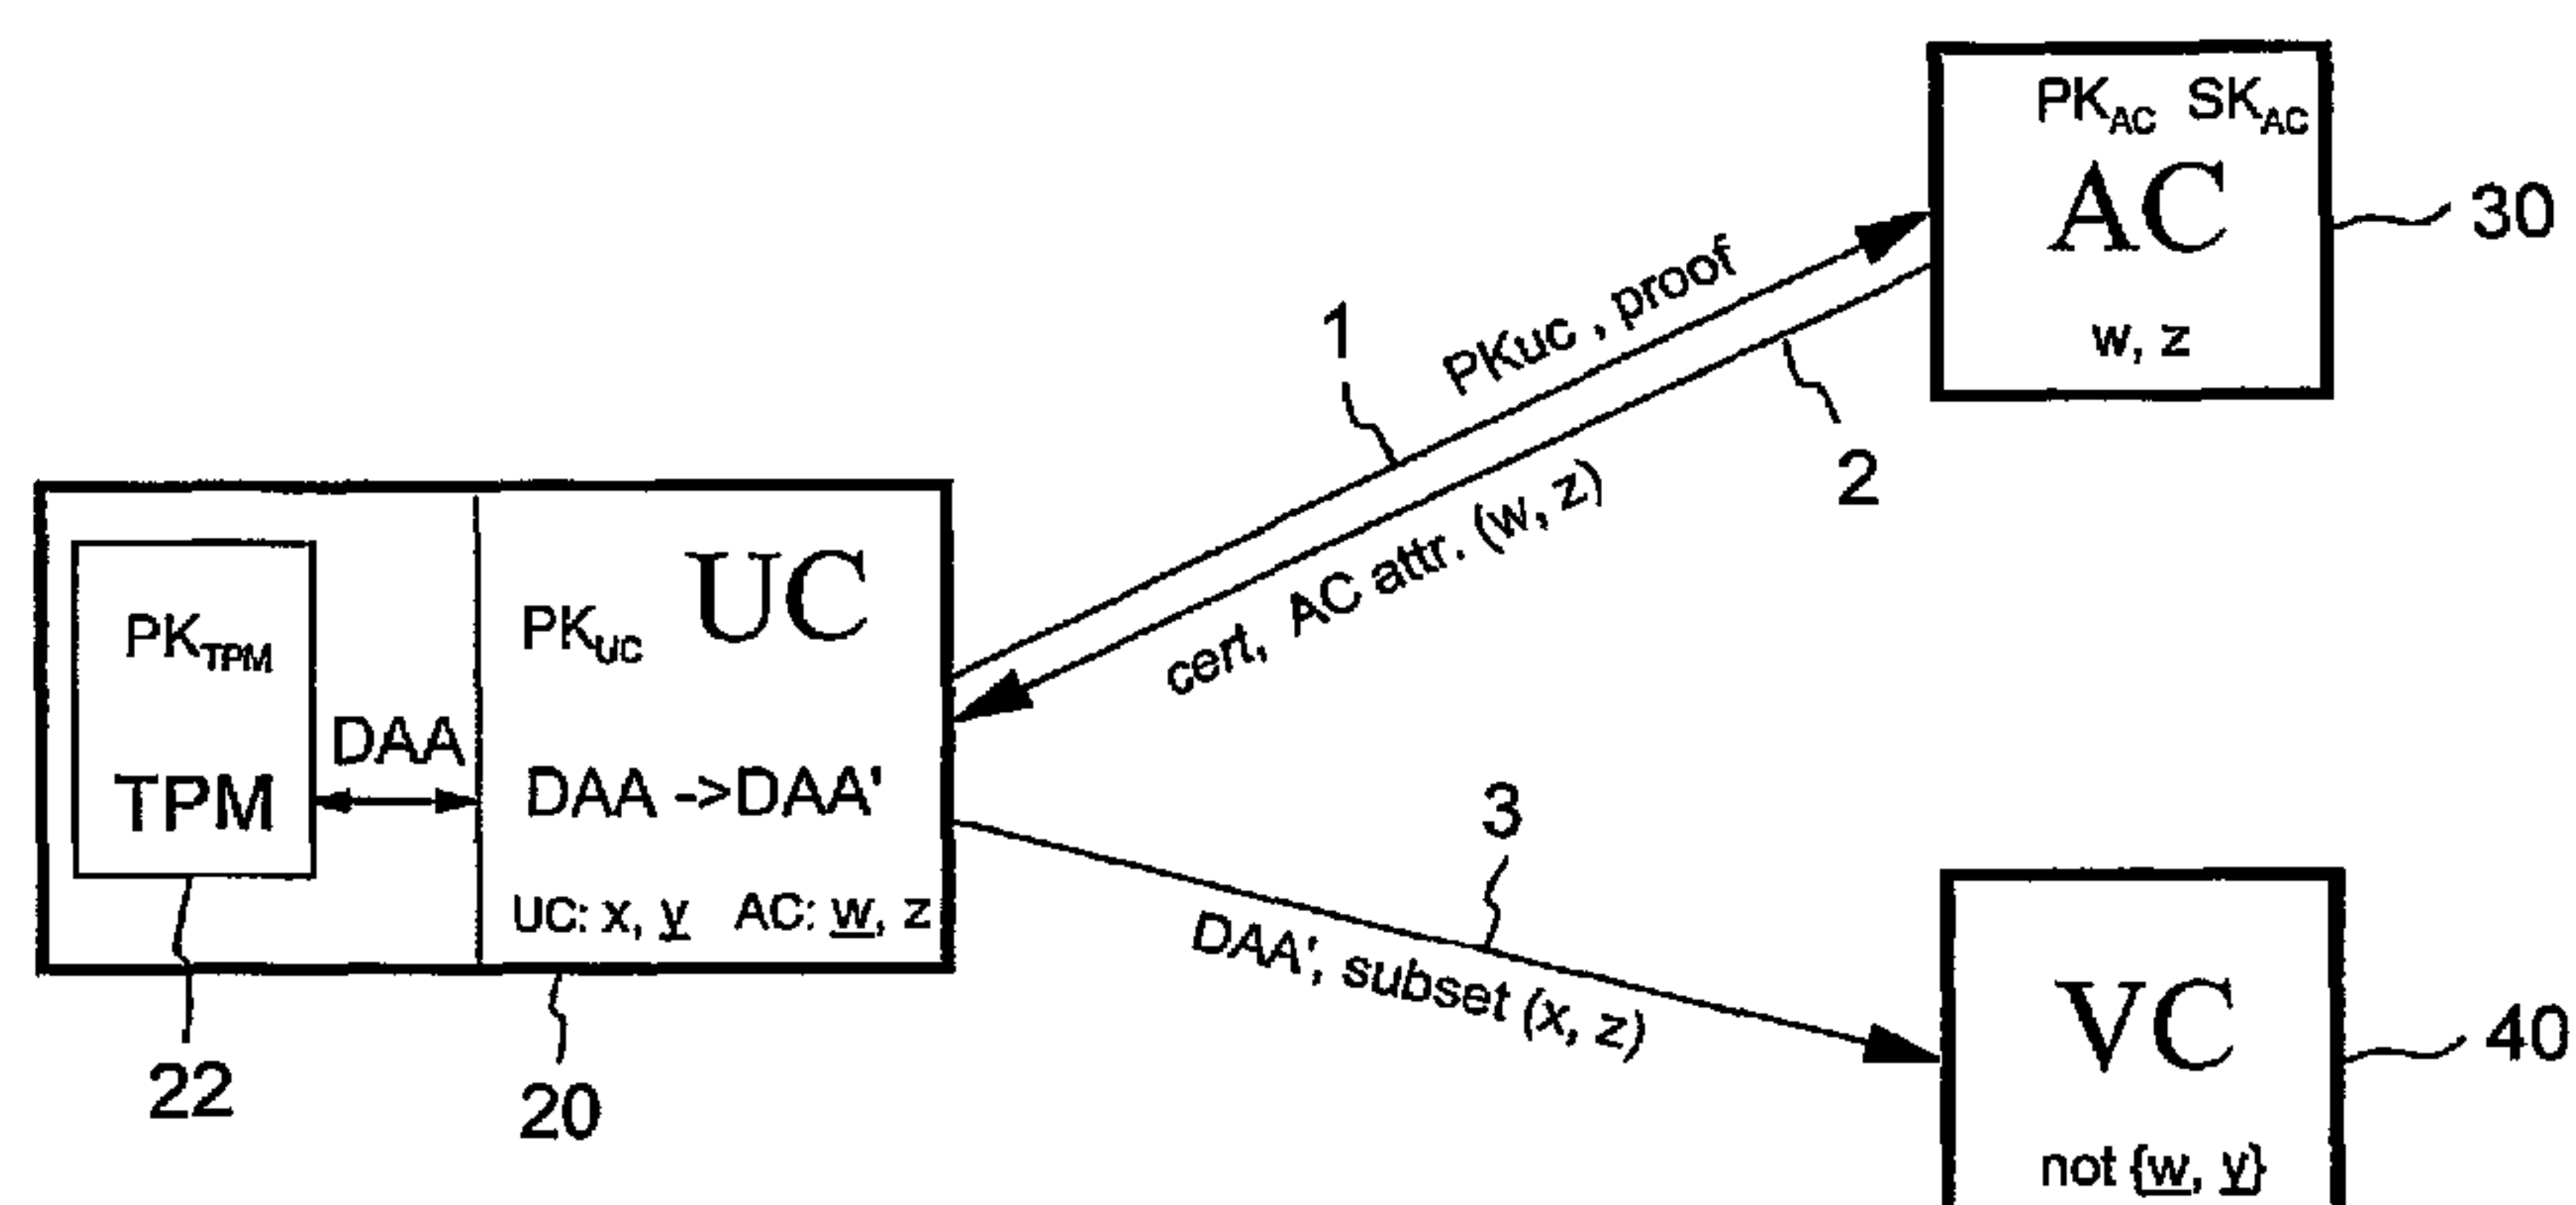 PK_AC SK_AC
AC
w, z
30
1
PKuc , proof
2
cert, AC attr. (w, z)
PK_TPM
TPM
DAA
PK_UC UC
DAA ->DAA'
UC: x, y AC: w, z
22
20
3
DAA', subset (x, z)
VC
not {w, y}
40